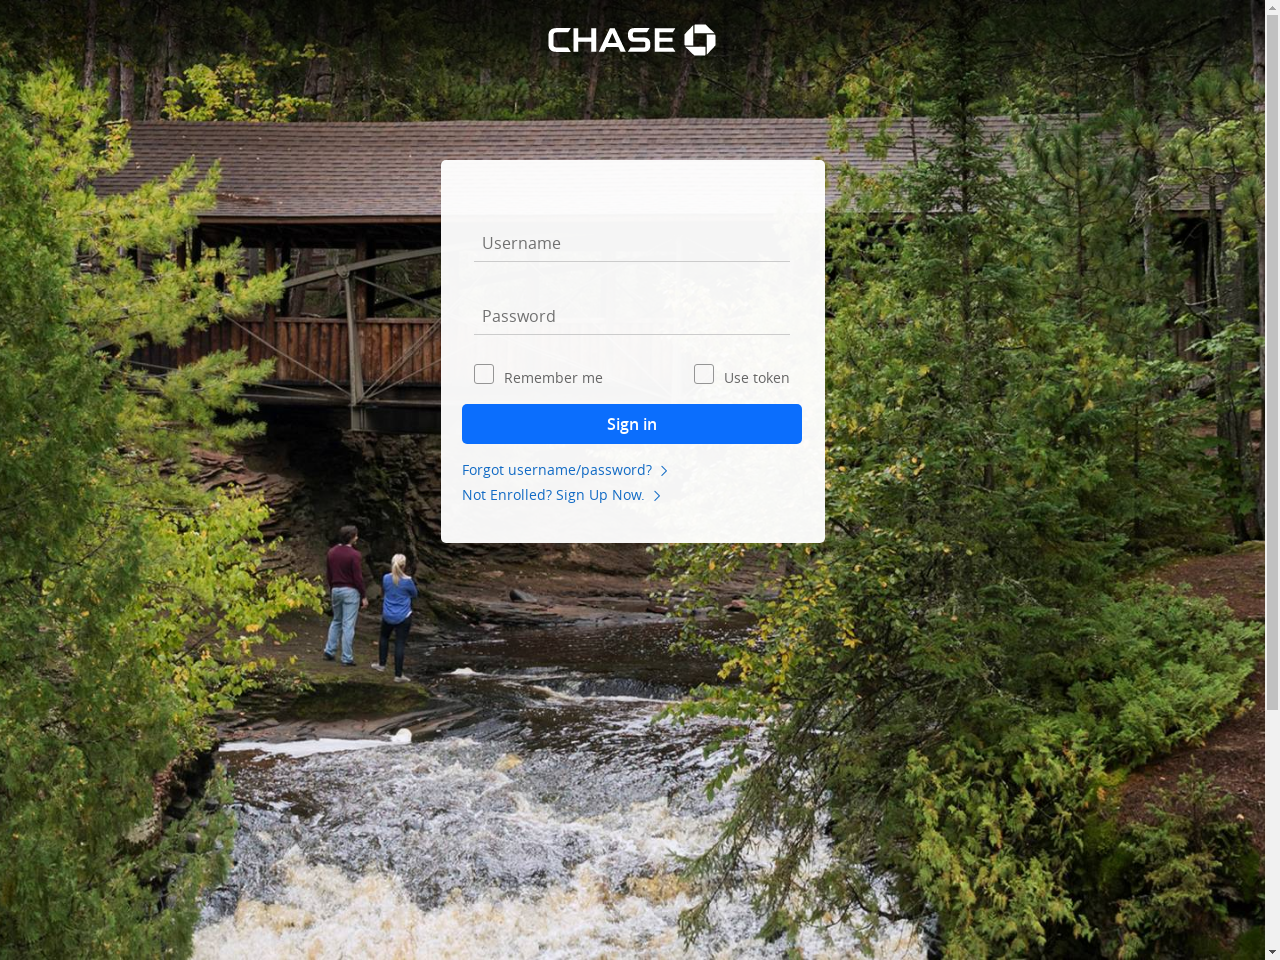 CHASE
Username
Password
Remember me
Use token
Sign in
Forgot username/password?
Not Enrolled? Sign Up Now.